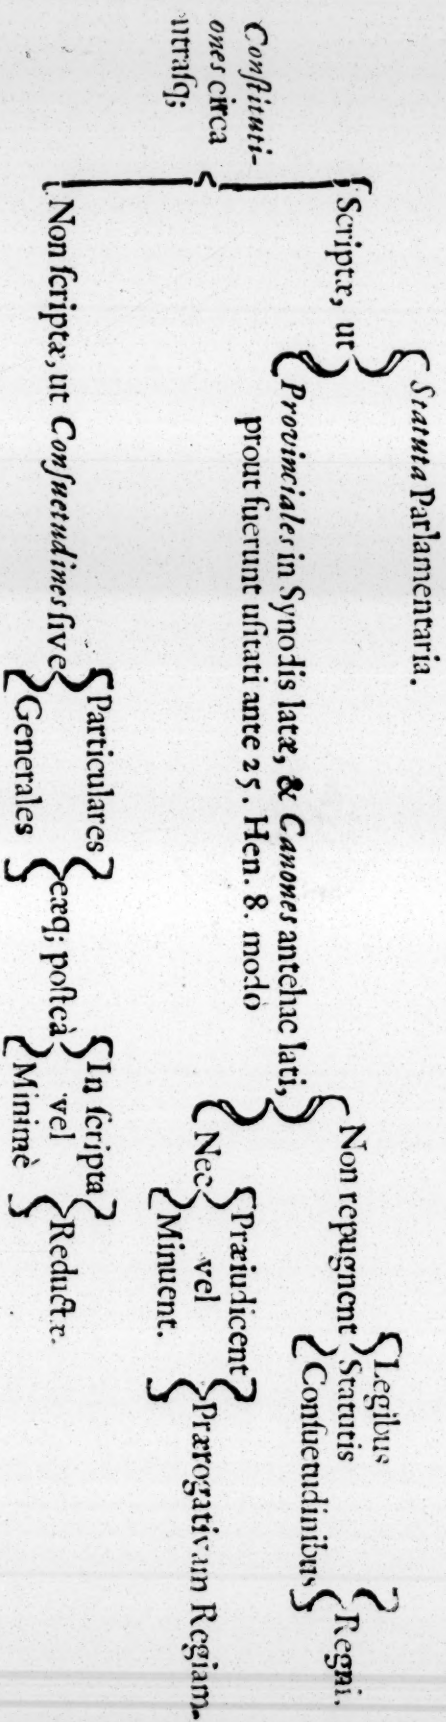 Conſtituti-
ones circa
utraſq;
Scriptæ, ut
Statuta Parlamentaria.
Provinciales in Synodis latæ, & Canones antehac lati,
prout fuerunt uſitati ante 25. Hen. 8. modò
Non repugnent
Legibus
Statutis
Conſuetudinibus
Regni.
Nec
Præiudicent
vel
Minuent.
Prærogativam Regiam.
Non ſcriptæ, ut Conſuetudines ſive
Particulares
Generales
eæq; poſteà
In ſcripta
vel
Minimè
Reductæ.